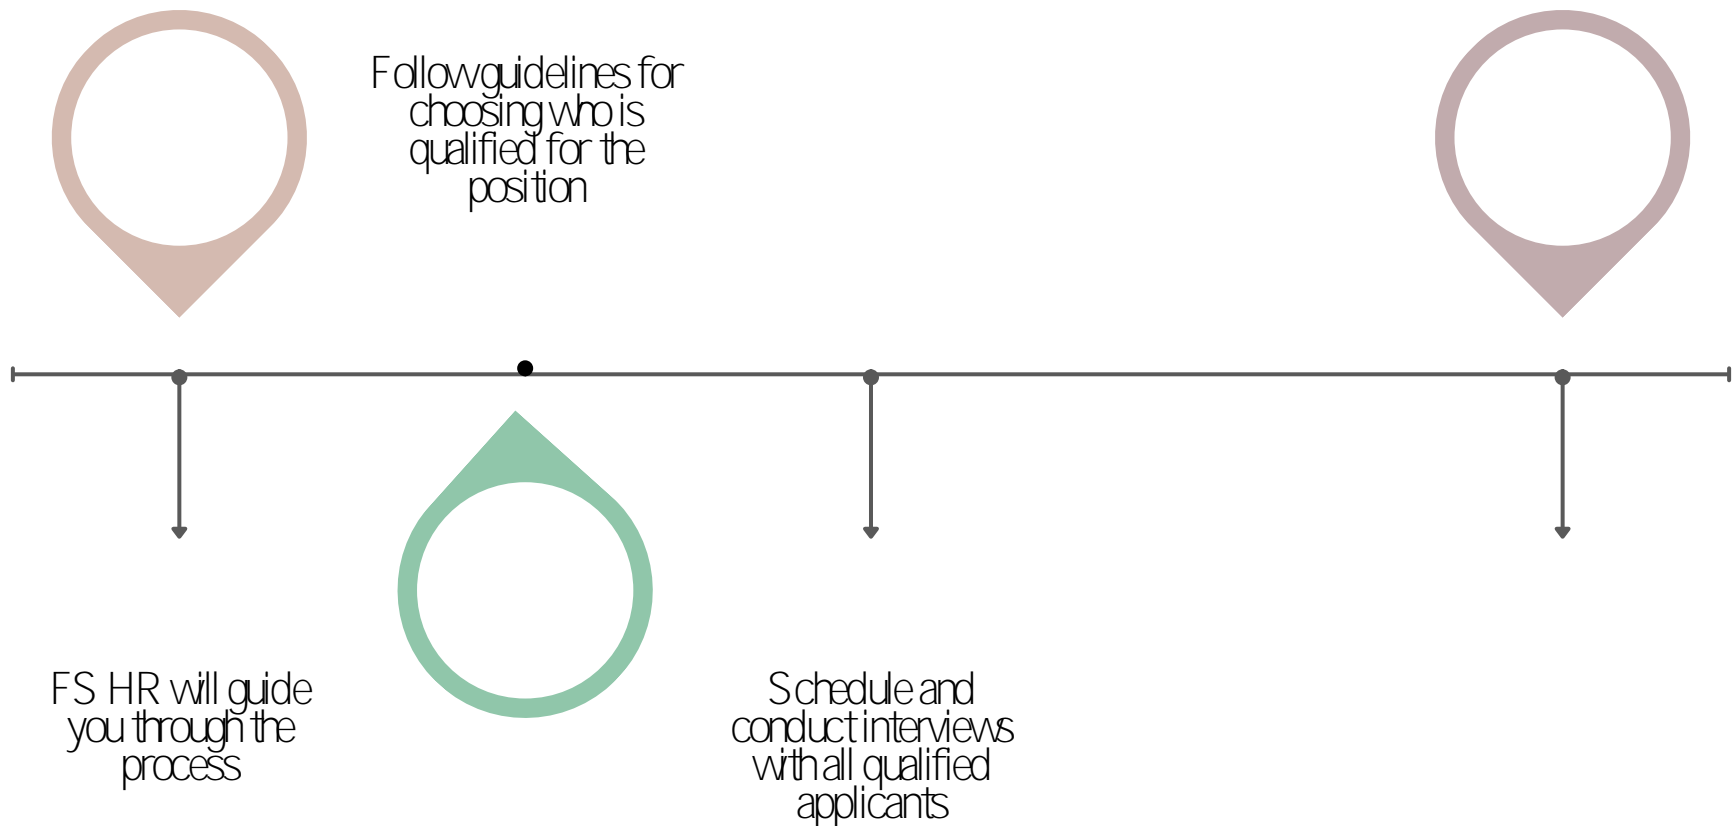 Follow guidelines for
choosing who is
qualified for the
position
FS HR will guide
you through the
process
Schedule and
conduct interviews
with all qualified
applicants